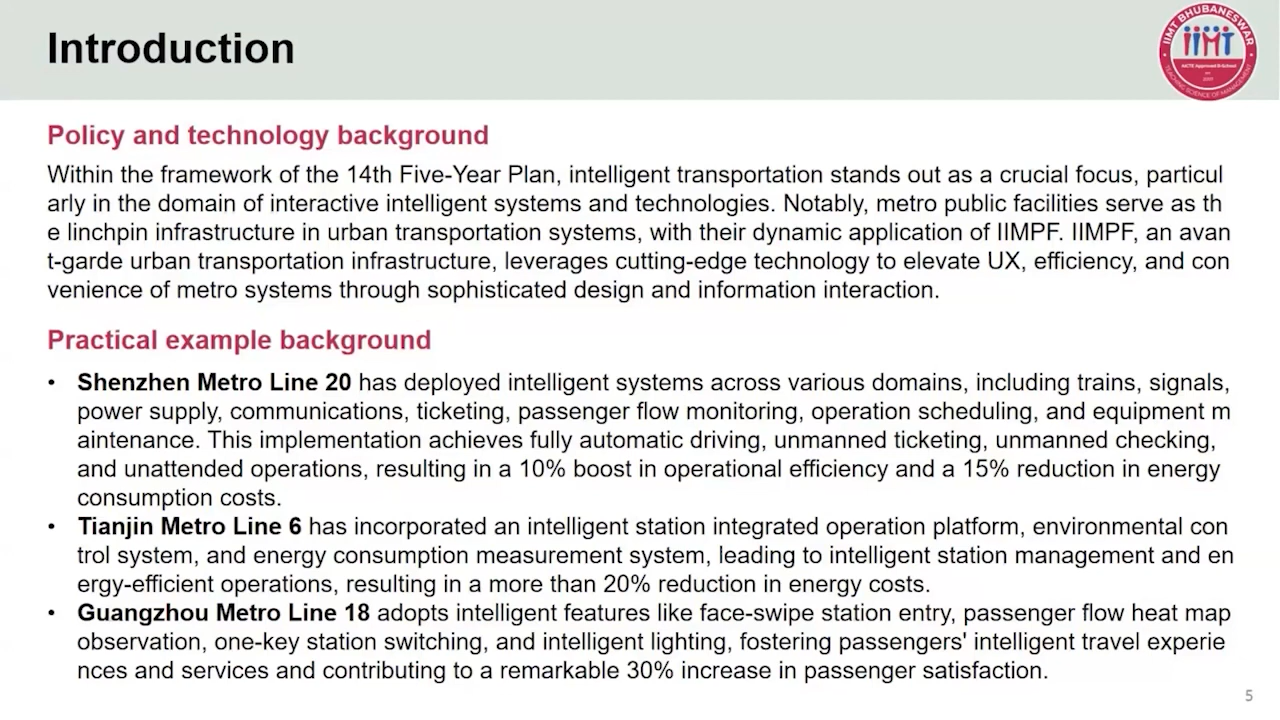 Introduction
IIMT BHUBANESWAR
IIMT
AICTE Approved B-School
TEACHING SCIENCE OF MANAGEMENT
Policy and technology background
Within the framework of the 14th Five-Year Plan, intelligent transportation stands out as a crucial focus, particul
arly in the domain of interactive intelligent systems and technologies. Notably, metro public facilities serve as th
e linchpin infrastructure in urban transportation systems, with their dynamic application of IIMPF. IIMPF, an avan
t-garde urban transportation infrastructure, leverages cutting-edge technology to elevate UX, efficiency, and con
venience of metro systems through sophisticated design and information interaction.
Practical example background
• Shenzhen Metro Line 20 has deployed intelligent systems across various domains, including trains, signals,
power supply, communications, ticketing, passenger flow monitoring, operation scheduling, and equipment m
aintenance. This implementation achieves fully automatic driving, unmanned ticketing, unmanned checking,
and unattended operations, resulting in a 10% boost in operational efficiency and a 15% reduction in energy
consumption costs.
• Tianjin Metro Line 6 has incorporated an intelligent station integrated operation platform, environmental con
trol system, and energy consumption measurement system, leading to intelligent station management and en
ergy-efficient operations, resulting in a more than 20% reduction in energy costs.
• Guangzhou Metro Line 18 adopts intelligent features like face-swipe station entry, passenger flow heat map
observation, one-key station switching, and intelligent lighting, fostering passengers' intelligent travel experie
nces and services and contributing to a remarkable 30% increase in passenger satisfaction.
5